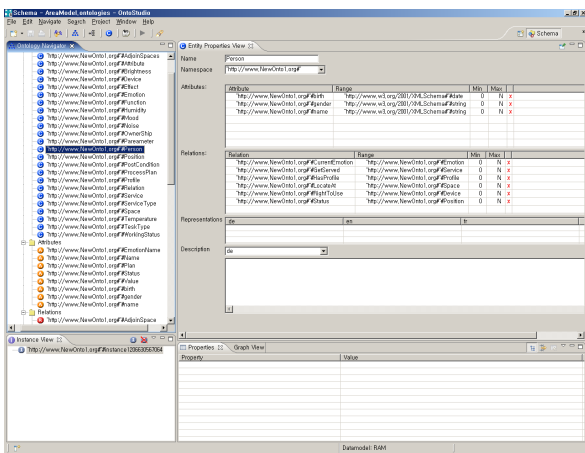 Schema - AreaModel,ontologies - OntoStudio
File Edit Navigate Search Project Window Help
Schema
Ontology Navigator
"http://www,NewOnto1,org#"#AdjoinSpaces
"http://www,NewOnto1,org#"#Attribute
"http://www,NewOnto1,org#"#Brightness
"http://www,NewOnto1,org#"#Device
"http://www,NewOnto1,org#"#Effect
"http://www,NewOnto1,org#"#Emotion
"http://www,NewOnto1,org#"#Function
"http://www,NewOnto1,org#"#Humidity
"http://www,NewOnto1,org#"#Mood
"http://www,NewOnto1,org#"#Noise
"http://www,NewOnto1,org#"#OwnerShip
"http://www,NewOnto1,org#"#Pareameter
"http://www,NewOnto1,org#"#Person
"http://www,NewOnto1,org#"#Position
"http://www,NewOnto1,org#"#PostCondition
"http://www,NewOnto1,org#"#ProcessPlan
"http://www,NewOnto1,org#"#Profile
"http://www,NewOnto1,org#"#Relation
"http://www,NewOnto1,org#"#Service
"http://www,NewOnto1,org#"#ServiceType
"http://www,NewOnto1,org#"#Space
"http://www,NewOnto1,org#"#Temperature
"http://www,NewOnto1,org#"#TeskType
"http://www,NewOnto1,org#"#WorkingStatus
Attributes
"http://www,NewOnto1,org#"#EmotionName
"http://www,NewOnto1,org#"#Name
"http://www,NewOnto1,org#"#Plan
"http://www,NewOnto1,org#"#Status
"http://www,NewOnto1,org#"#Value
"http://www,NewOnto1,org#"#birth
"http://www,NewOnto1,org#"#gender
"http://www,NewOnto1,org#"#name
Relations
"http://www,NewOnto1,org#"#AdjoinSpace
Instance View
"http://www,NewOnto1,org#"#Instance1206630567064
Entity Properties View
Name Person
Namespace "http://www,NewOnto1,org#"
Attributes: Attribute Range Min Max
"http://www,NewOnto1,org#"#birth "http://www,w3,org/2001/XMLSchema#"#date 0 N x
"http://www,NewOnto1,org#"#gender "http://www,w3,org/2001/XMLSchema#"#string 0 N x
"http://www,NewOnto1,org#"#name "http://www,w3,org/2001/XMLSchema#"#string 0 N x
Relations: Relation Range Min Max
"http://www,NewOnto1,org#"#CurrentEmotion "http://www,NewOnto1,org#"#Emotion 0 N x
"http://www,NewOnto1,org#"#GetServed "http://www,NewOnto1,org#"#Service 0 N x
"http://www,NewOnto1,org#"#HasProfile "http://www,NewOnto1,org#"#Profile 0 N x
"http://www,NewOnto1,org#"#LocateAt "http://www,NewOnto1,org#"#Space 0 N x
"http://www,NewOnto1,org#"#RightToUse "http://www,NewOnto1,org#"#Device 0 N x
"http://www,NewOnto1,org#"#Status "http://www,NewOnto1,org#"#Position 0 N x
Representations de en fr
Description de
Properties Graph View
Property Value
Datamodel: RAM